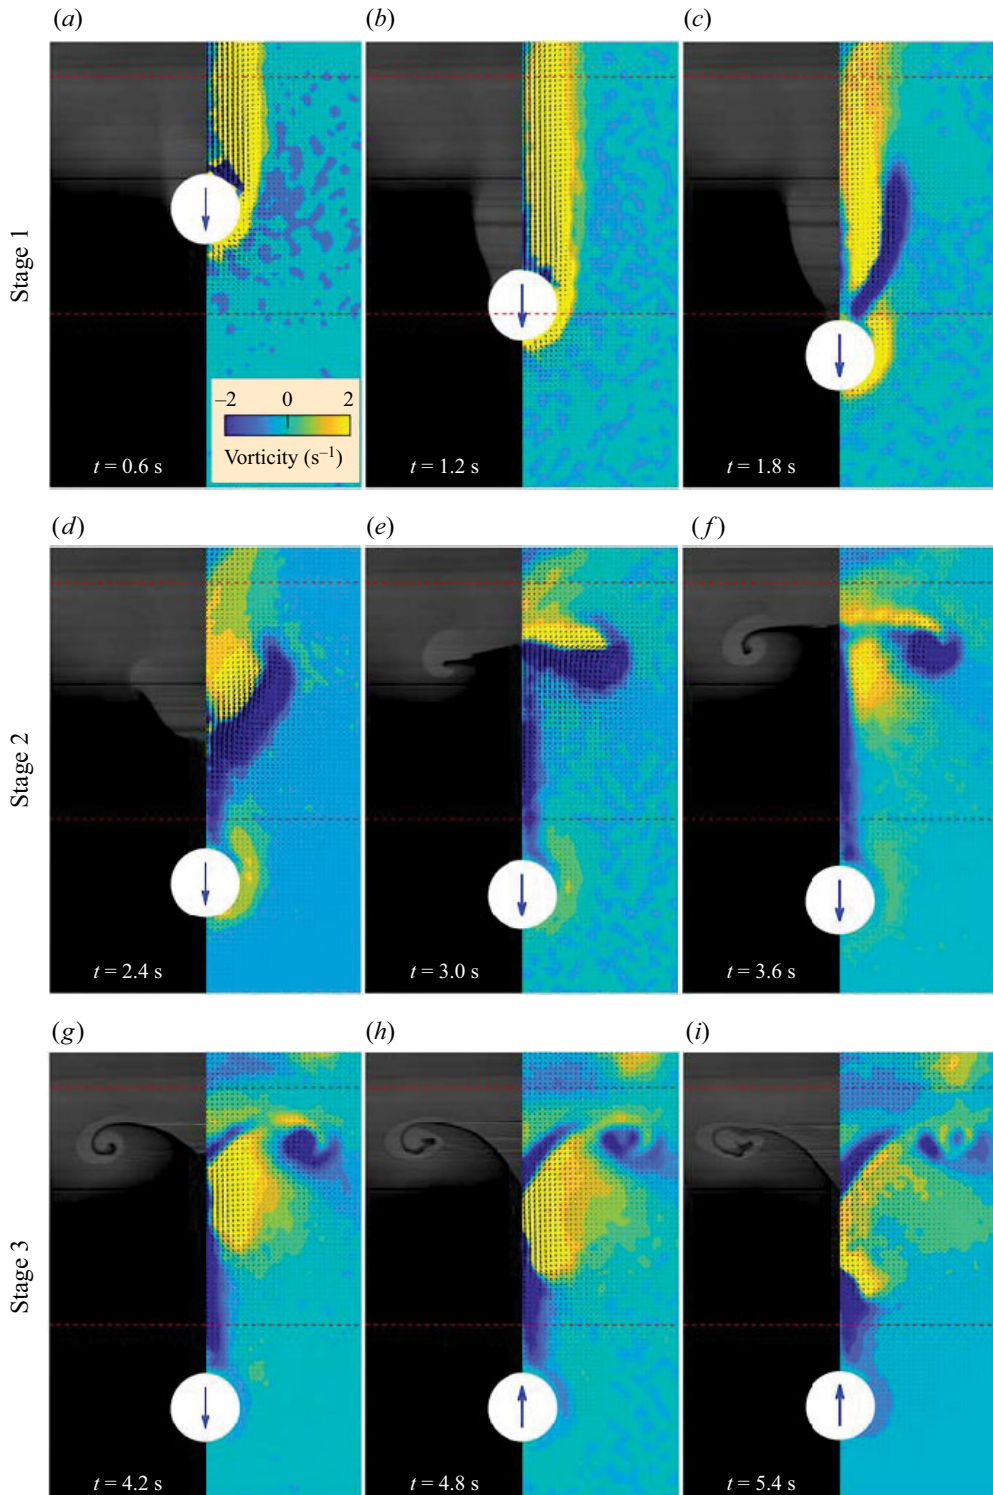 (a)
(b)
(c)
Stage 1
–2 0 2
Vorticity (s–1)
t = 0.6 s
t = 1.2 s
t = 1.8 s
(d)
(e)
(f)
Stage 2
t = 2.4 s
t = 3.0 s
t = 3.6 s
(g)
(h)
(i)
Stage 3
t = 4.2 s
t = 4.8 s
t = 5.4 s